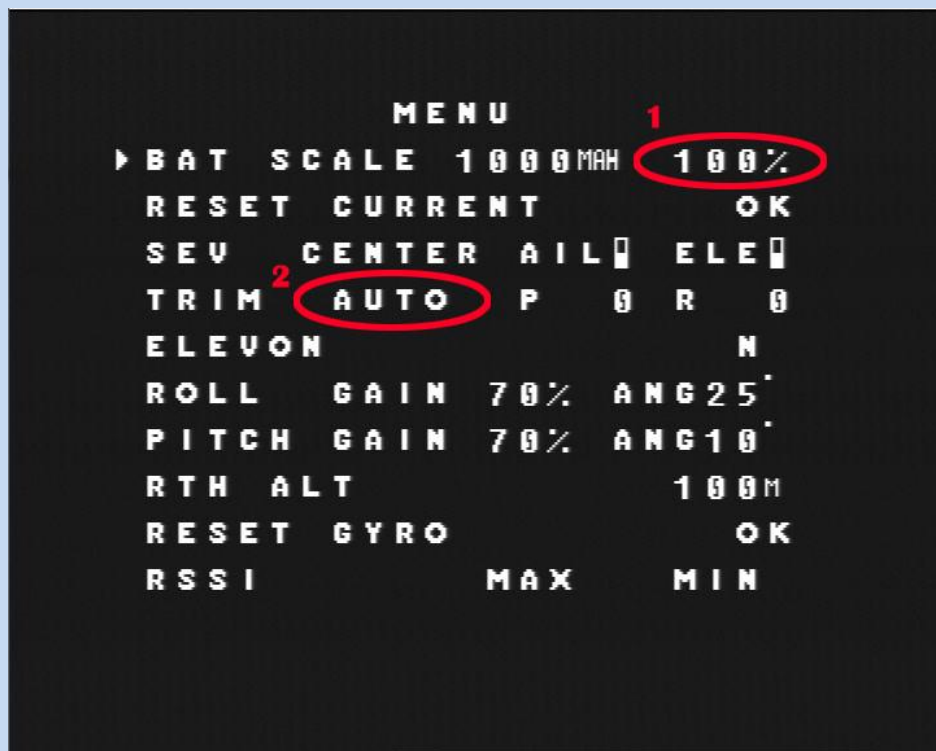 MENU
1
BAT SCALE 1000MAH 100%
RESET CURRENT OK
SEV CENTER AIL ELE
2
TRIM AUTO P 0 R 0
ELEVON N
ROLL GAIN 70% ANG25°
PITCH GAIN 70% ANG10°
RTH ALT 100M
RESET GYRO OK
RSSI MAX MIN